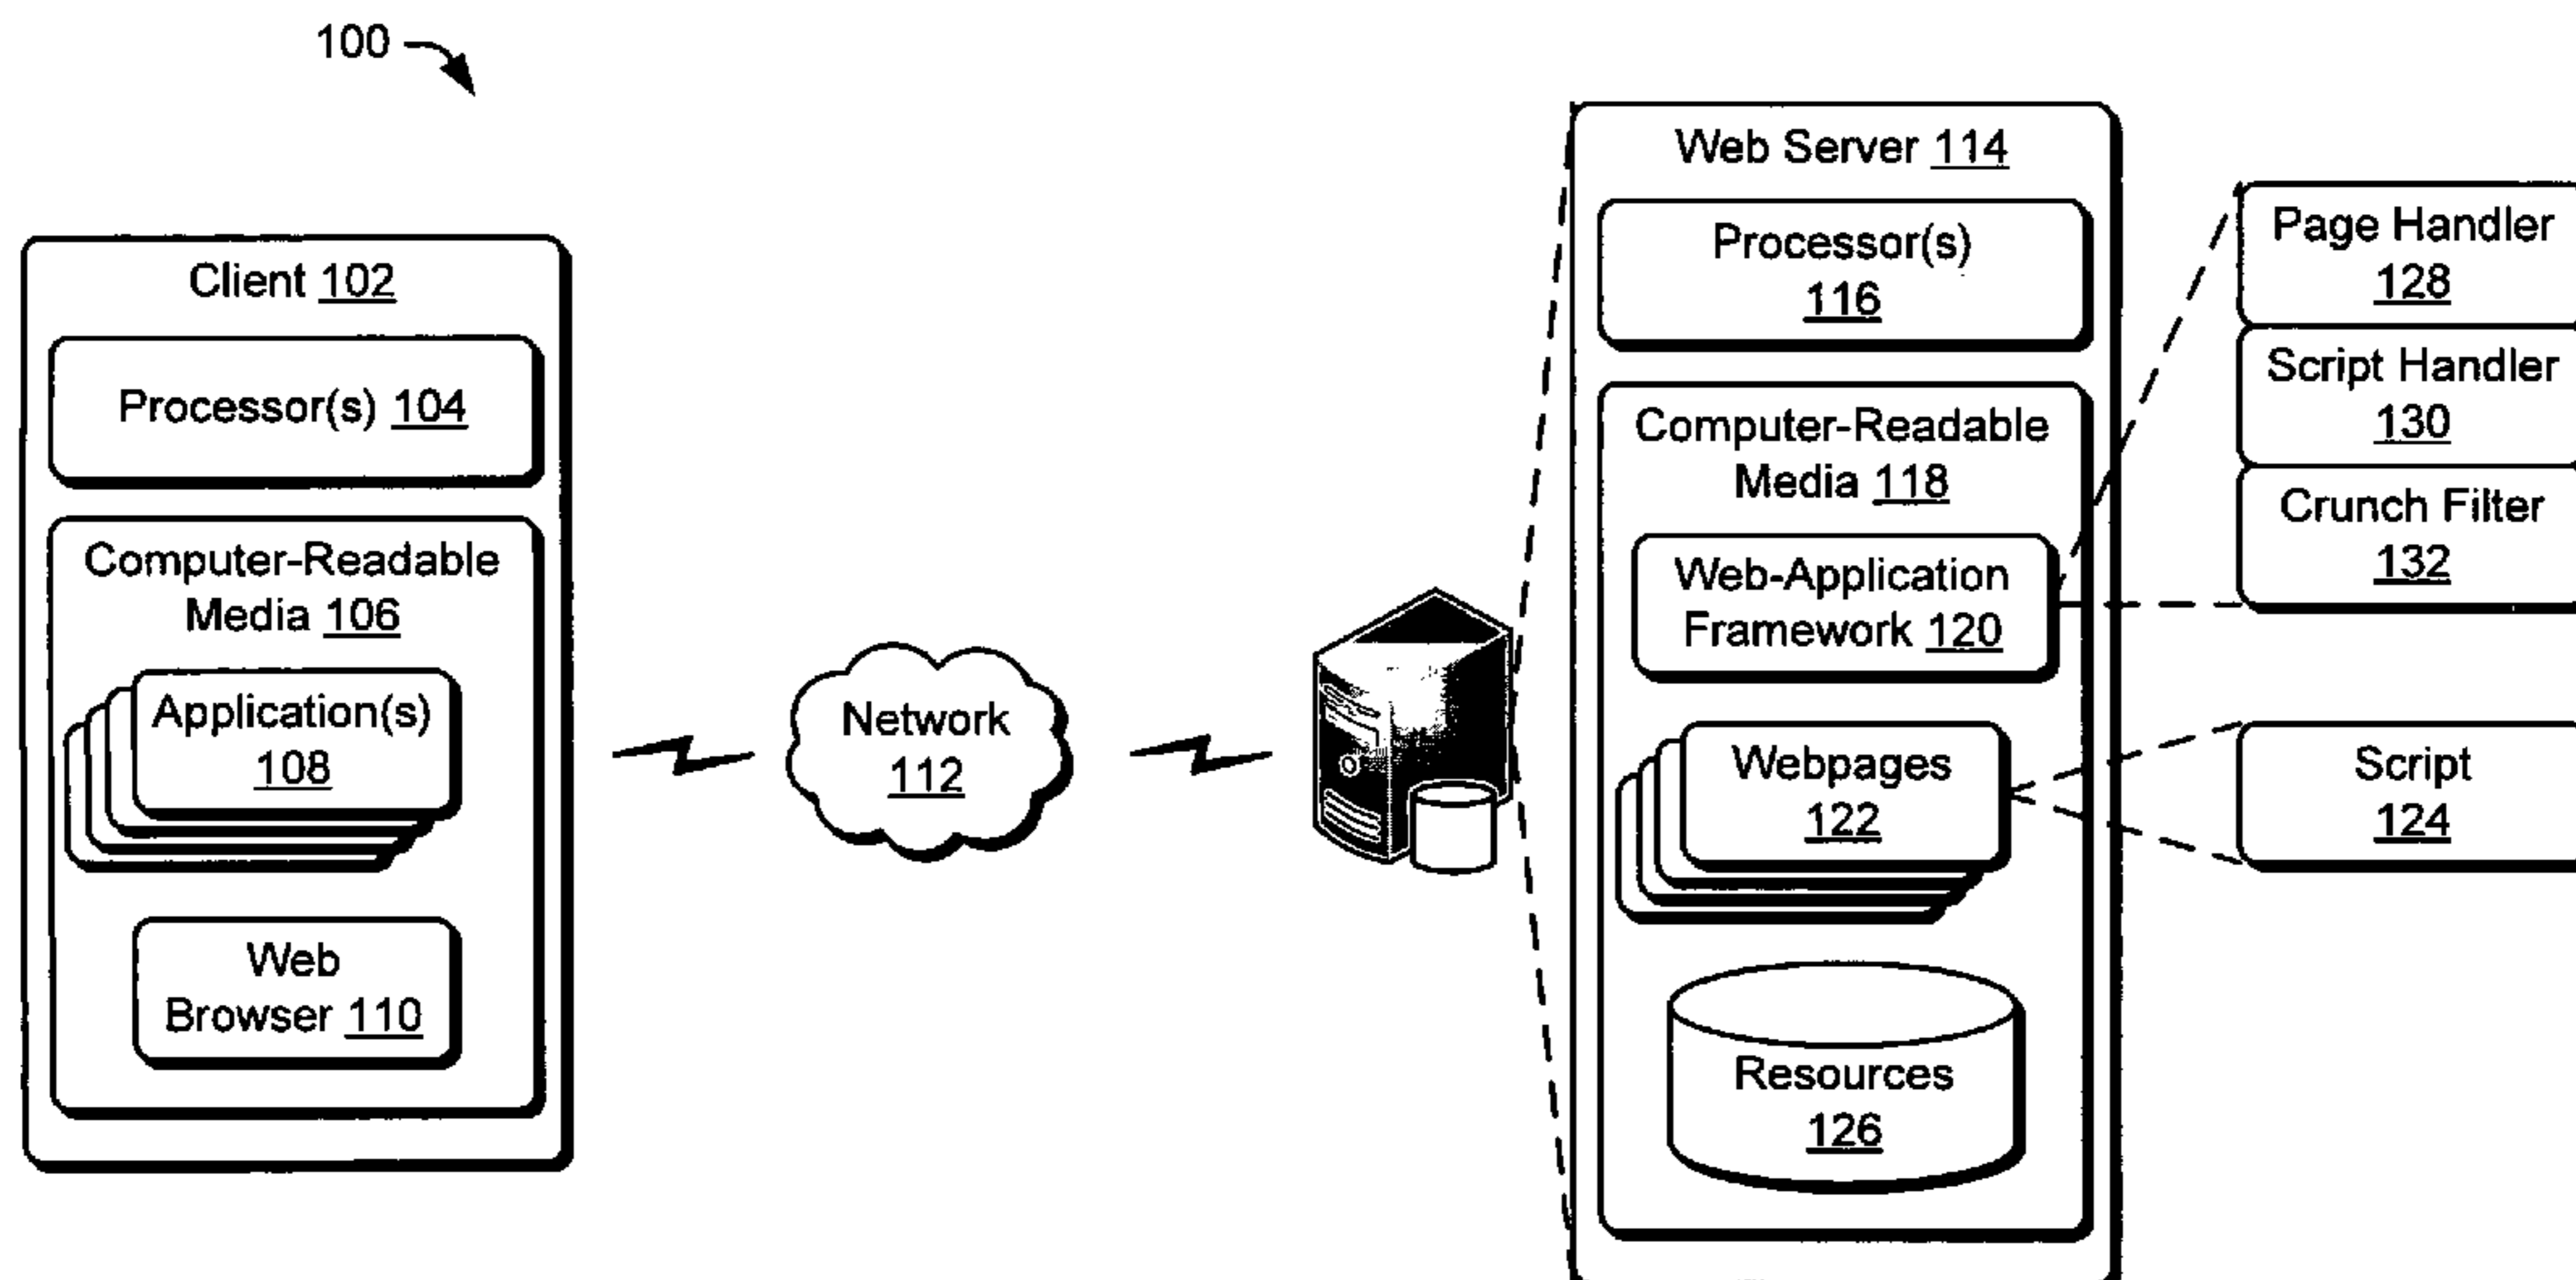 100
Client 102
Processor(s) 104
Computer-Readable
Media 106
Application(s)
108
Web
Browser 110
Network
112
Web Server 114
Processor(s)
116
Computer-Readable
Media 118
Web-Application
Framework 120
Webpages
122
Resources
126
Page Handler
128
Script Handler
130
Crunch Filter
132
Script
124